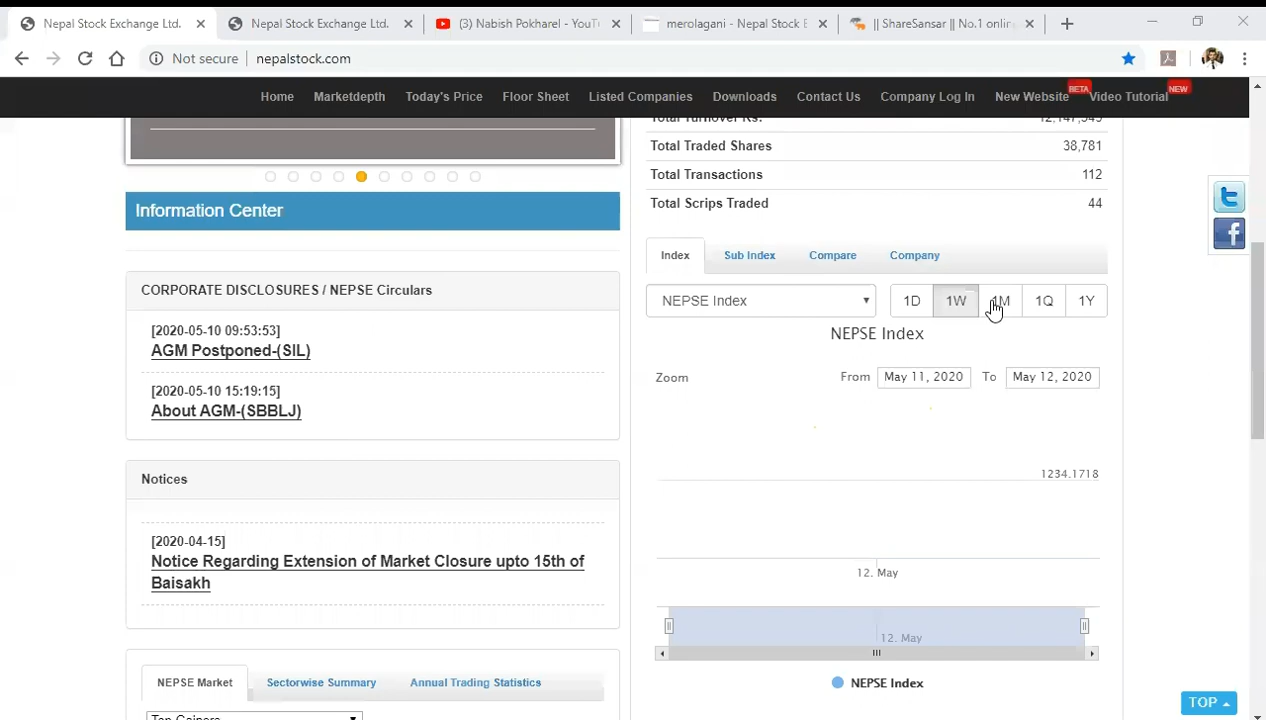 Nepal Stock Exchange Ltd.
Nepal Stock Exchange Ltd.
(3) Nabish Pokharel - YouT
merolagani - Nepal Stock E
|| ShareSansar || No.1 onlin
Not secure
nepalstock.com
Home Marketdepth Today's Price Floor Sheet Listed Companies Downloads Contact Us Company Log In New Website BETA Video Tutorial NEW
Total Turnover Rs:
Total Traded Shares 38,781
Total Transactions 112
Total Scrips Traded 44
Information Center
CORPORATE DISCLOSURES / NEPSE Circulars
[2020-05-10 09:53:53]
AGM Postponed-(SIL)
[2020-05-10 15:19:15]
About AGM-(SBBLJ)
Notices
[2020-04-15]
Notice Regarding Extension of Market Closure upto 15th of
Baisakh
NEPSE Market Sectorwise Summary Annual Trading Statistics
Top Gainers
Index Sub Index Compare Company
NEPSE Index 1D 1W 1M 1Q 1Y
NEPSE Index
Zoom From May 11, 2020 To May 12, 2020
1234.1718
12. May
12. May
NEPSE Index
TOP